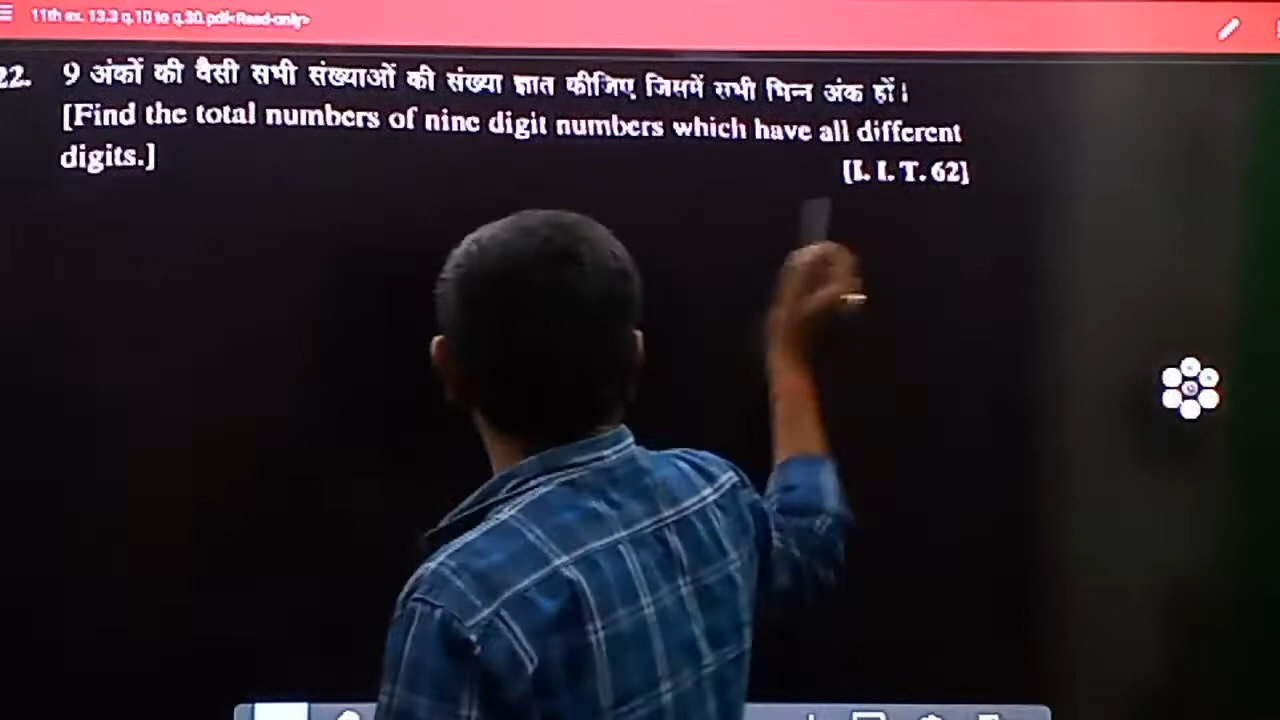 11th ex. 13.3 q.10 to q.30.pdf<Read-only>
22. 9 अंकों की वैसी सभी संख्याओं की संख्या ज्ञात कीजिए जिसमें सभी भिन्न अंक हों।
[Find the total numbers of nine digit numbers which have all different
digits.]
[I. I. T. 62]